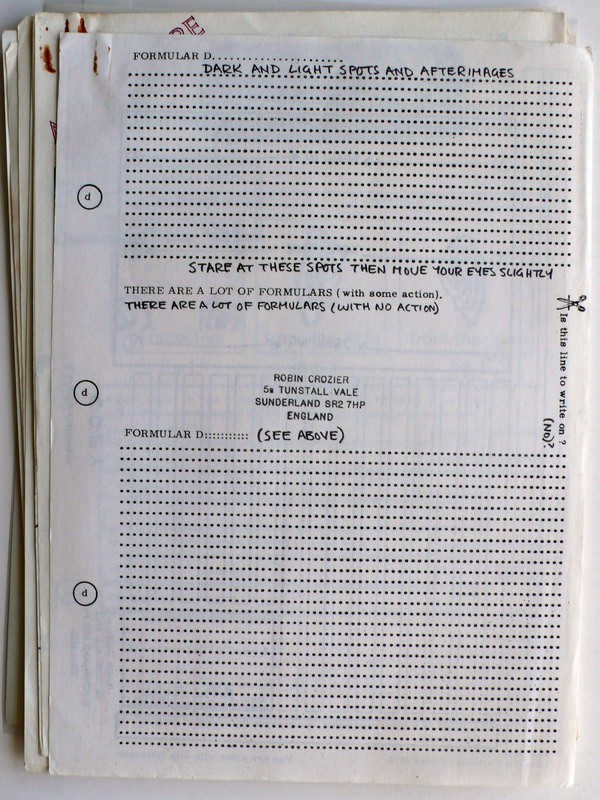 FORMULAR D......................
DARK AND LIGHT SPOTS AND AFTERIMAGES
d
STARE AT THESE SPOTS THEN MOVE YOUR EYES SLIGHTLY
THERE ARE A LOT OF FORMULARS (with some action).
THERE ARE A LOT OF FORMULARS (WITH NO ACTION)
Is this line to write on ?
(NO)?
d
ROBIN CROZIER
5B TUNSTALL VALE
SUNDERLAND SR2 7HP
ENGLAND
FORMULAR D::::::::::: (SEE ABOVE)
d